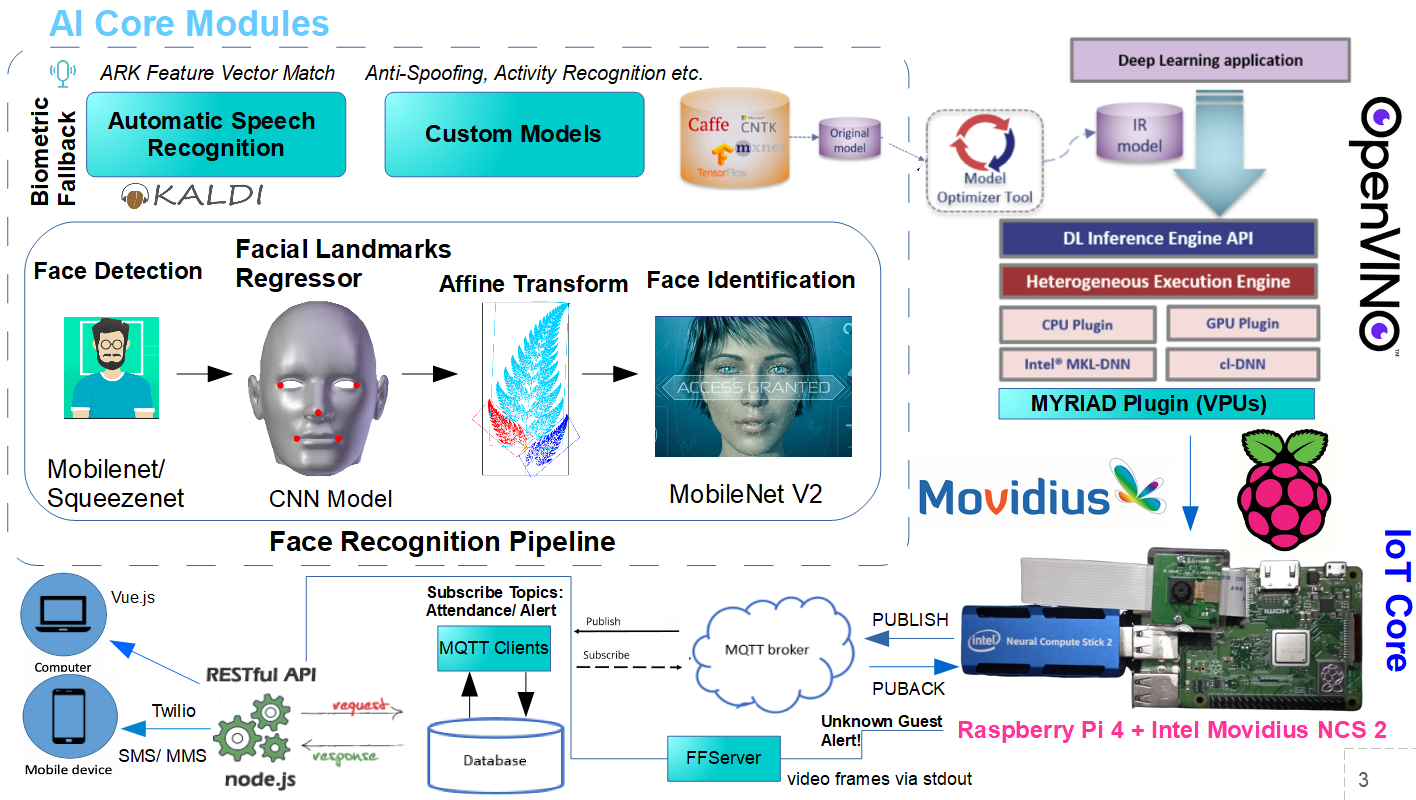 AI Core Modules
Biometric
Fallback
ARK Feature Vector Match
Automatic Speech
Recognition
KALDI
Anti-Spoofing, Activity Recognition etc.
Custom Models
Caffe
Microsoft
CNTK
mxnet
TensorFlow
Original
model
Model
Optimizer Tool
IR
model
Deep Learning application
DL Inference Engine API
Heterogeneous Execution Engine
CPU Plugin
GPU Plugin
Intel® MKL-DNN
cl-DNN
MYRIAD Plugin (VPUs)
OpenVINO™
Face Detection
Mobilenet/
Squeezenet
Facial Landmarks
Regressor
CNN Model
Affine Transform
Face Identification
ACCESS GRANTED
MobileNet V2
Face Recognition Pipeline
Movidius
IoT Core
intel
Neural Compute Stick 2
HDMI
Raspberry Pi 4 + Intel Movidius NCS 2
Vue.js
Computer
Mobile device
Twilio
SMS/ MMS
RESTful API
node.js
request
response
Subscribe Topics:
Attendance/ Alert
MQTT Clients
Database
Publish
Subscribe
MQTT broker
PUBLISH
PUBACK
Unknown Guest
Alert!
FFServer
video frames via stdout
3